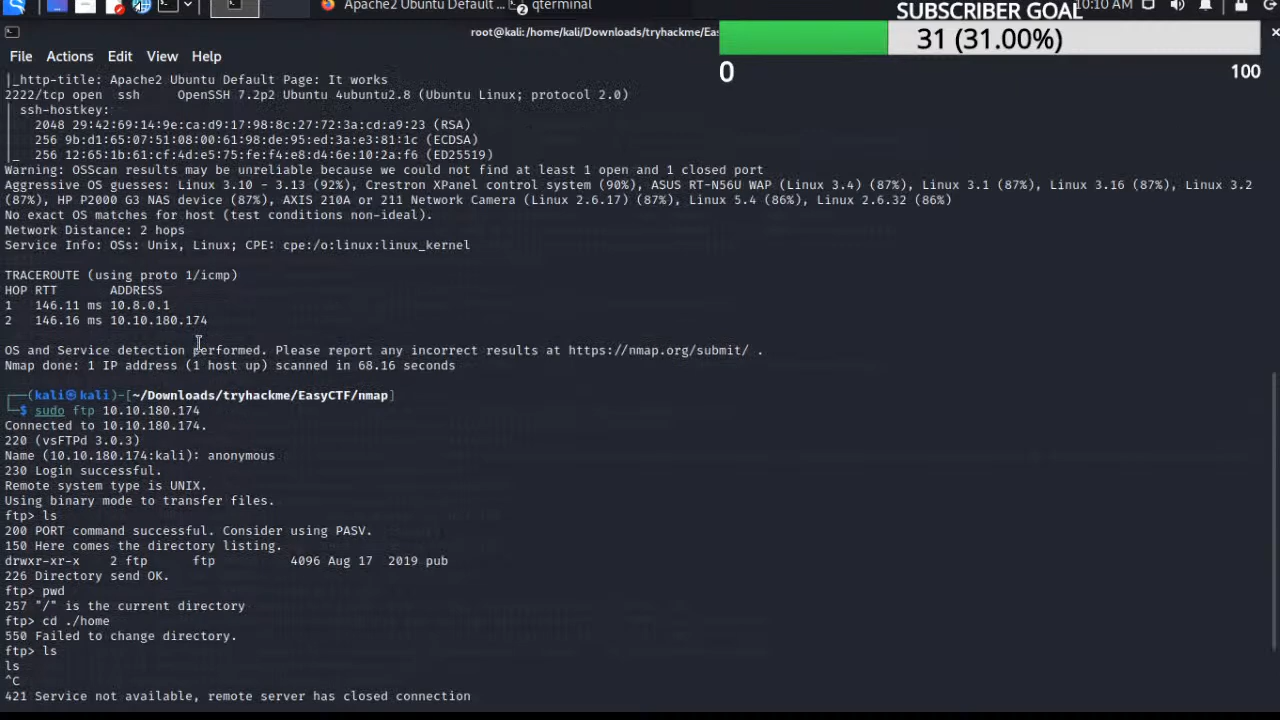 Apache2 Ubuntu Default ...
qterminal
2
SUBSCRIBER GOAL
10:10 AM
31 (31.00%)
0
100
root@kali:/home/kali/Downloads/tryhackme/Eas
File Actions Edit View Help
|_http-title: Apache2 Ubuntu Default Page: It works
2222/tcp open  ssh     OpenSSH 7.2p2 Ubuntu 4ubuntu2.8 (Ubuntu Linux; protocol 2.0)
| ssh-hostkey:
|   2048 29:42:69:14:9e:ca:d9:17:98:8c:27:72:3a:cd:a9:23 (RSA)
|   256 9b:d1:65:07:51:08:00:61:98:de:95:ed:3a:e3:81:1c (ECDSA)
|_  256 12:65:1b:61:cf:4d:e5:75:fe:f4:e8:d4:6e:10:2a:f6 (ED25519)
Warning: OSScan results may be unreliable because we could not find at least 1 open and 1 closed port
Aggressive OS guesses: Linux 3.10 - 3.13 (92%), Crestron XPanel control system (90%), ASUS RT-N56U WAP (Linux 3.4) (87%), Linux 3.1 (87%), Linux 3.16 (87%), Linux 3.2
(87%), HP P2000 G3 NAS device (87%), AXIS 210A or 211 Network Camera (Linux 2.6.17) (87%), Linux 5.4 (86%), Linux 2.6.32 (86%)
No exact OS matches for host (test conditions non-ideal).
Network Distance: 2 hops
Service Info: OSs: Unix, Linux; CPE: cpe:/o:linux:linux_kernel
TRACEROUTE (using proto 1/icmp)
HOP RTT       ADDRESS
1   146.11 ms 10.8.0.1
2   146.16 ms 10.10.180.174
OS and Service detection performed. Please report any incorrect results at https://nmap.org/submit/ .
Nmap done: 1 IP address (1 host up) scanned in 68.16 seconds
┌──(kali㉿kali)-[~/Downloads/tryhackme/EasyCTF/nmap]
└─$ sudo ftp 10.10.180.174
Connected to 10.10.180.174.
220 (vsFTPd 3.0.3)
Name (10.10.180.174:kali): anonymous
230 Login successful.
Remote system type is UNIX.
Using binary mode to transfer files.
ftp> ls
200 PORT command successful. Consider using PASV.
150 Here comes the directory listing.
drwxr-xr-x    2 ftp      ftp          4096 Aug 17  2019 pub
226 Directory send OK.
ftp> pwd
257 "/" is the current directory
ftp> cd ./home
550 Failed to change directory.
ftp> ls
ls
^C
421 Service not available, remote server has closed connection